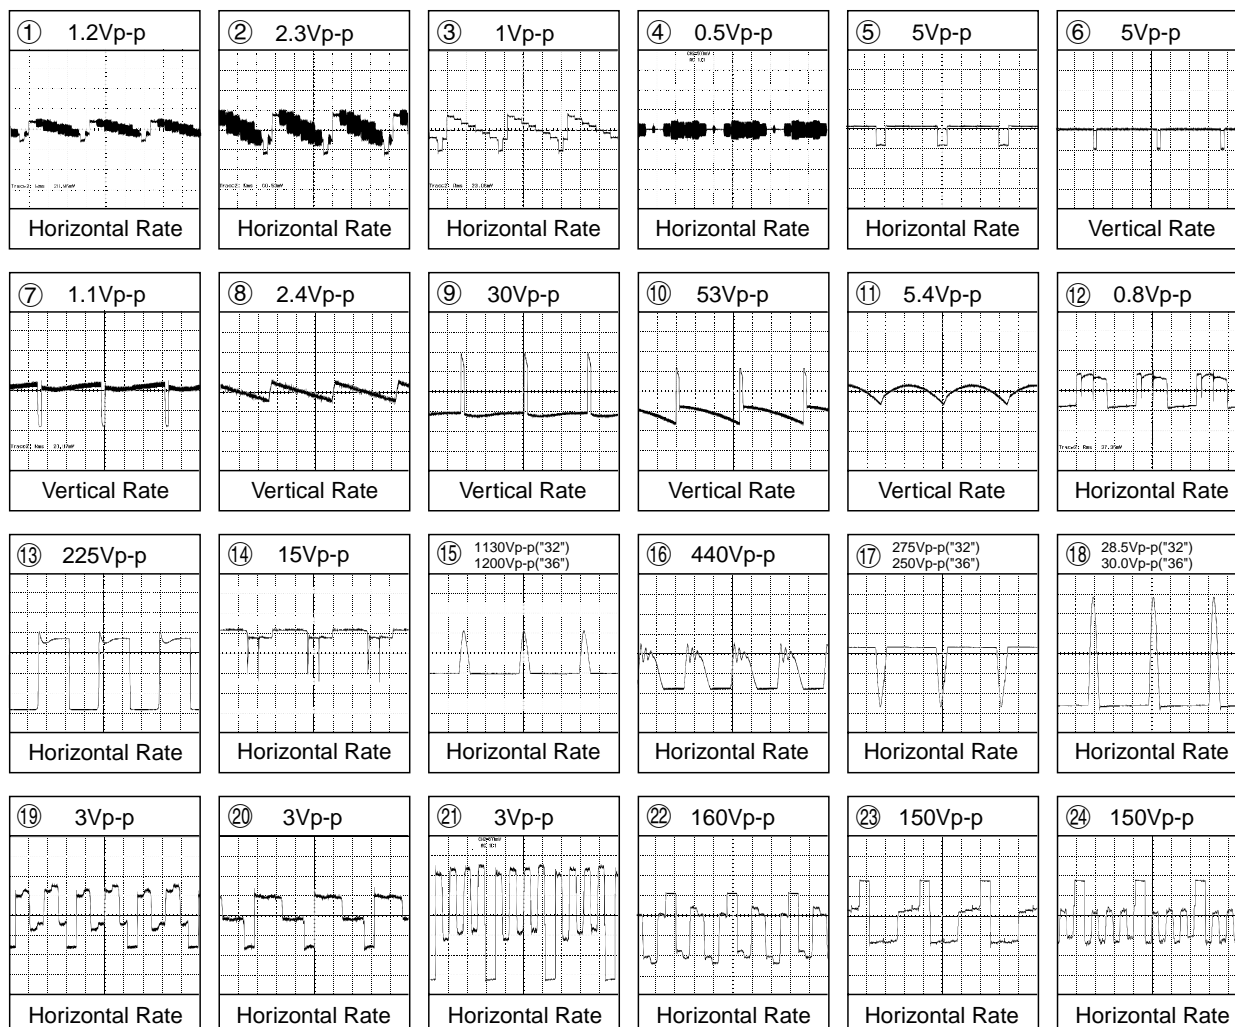 ① 1.2Vp-p
Horizontal Rate
② 2.3Vp-p
Horizontal Rate
③ 1Vp-p
Horizontal Rate
④ 0.5Vp-p
Horizontal Rate
⑤ 5Vp-p
Horizontal Rate
⑥ 5Vp-p
Vertical Rate
⑦ 1.1Vp-p
Vertical Rate
⑧ 2.4Vp-p
Vertical Rate
⑨ 30Vp-p
Vertical Rate
⑩ 53Vp-p
Vertical Rate
⑪ 5.4Vp-p
Vertical Rate
⑫ 0.8Vp-p
Horizontal Rate
⑬ 225Vp-p
Horizontal Rate
⑭ 15Vp-p
Horizontal Rate
⑮ 1130Vp-p("32")
1200Vp-p("36")
Horizontal Rate
⑯ 440Vp-p
Horizontal Rate
⑰ 275Vp-p("32")
250Vp-p("36")
Horizontal Rate
⑱ 28.5Vp-p("32")
30.0Vp-p("36")
Horizontal Rate
⑲ 3Vp-p
Horizontal Rate
⑳ 3Vp-p
Horizontal Rate
㉑ 3Vp-p
Horizontal Rate
㉒ 160Vp-p
Horizontal Rate
㉓ 150Vp-p
Horizontal Rate
㉔ 150Vp-p
Horizontal Rate